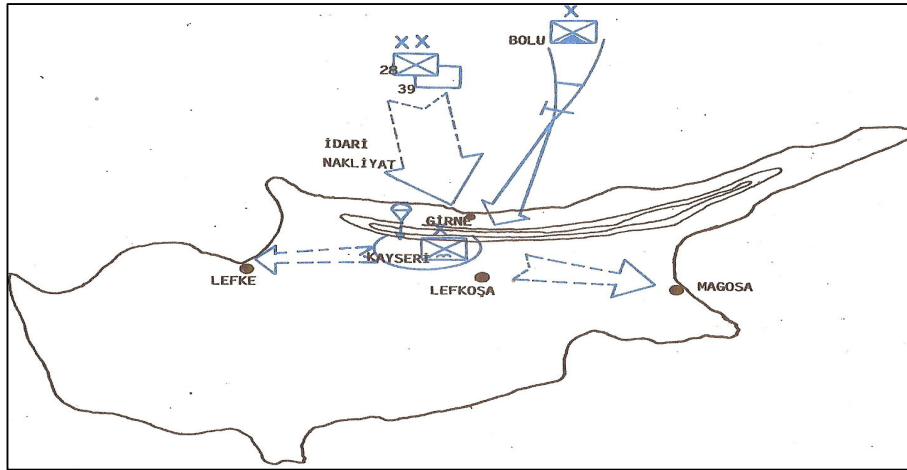 BOLU
28
39
İDARİ
NAKLİYAT
GİRNE
KAYSERİ
LEFKE
LEFKOŞA
MAGOSA